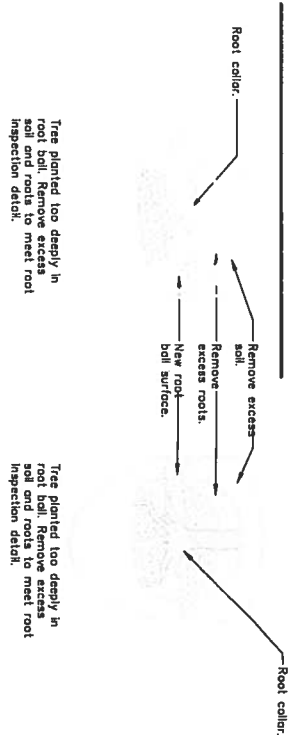 Root collar.
Remove excess
soil.
Remove
excess roots.
New root
ball surface.
Root collar.
Tree planted too deeply in
root ball. Remove excess
soil and roots to meet root
inspection detail.
Tree planted too deeply in
root ball. Remove excess
soil and roots to meet root
inspection detail.